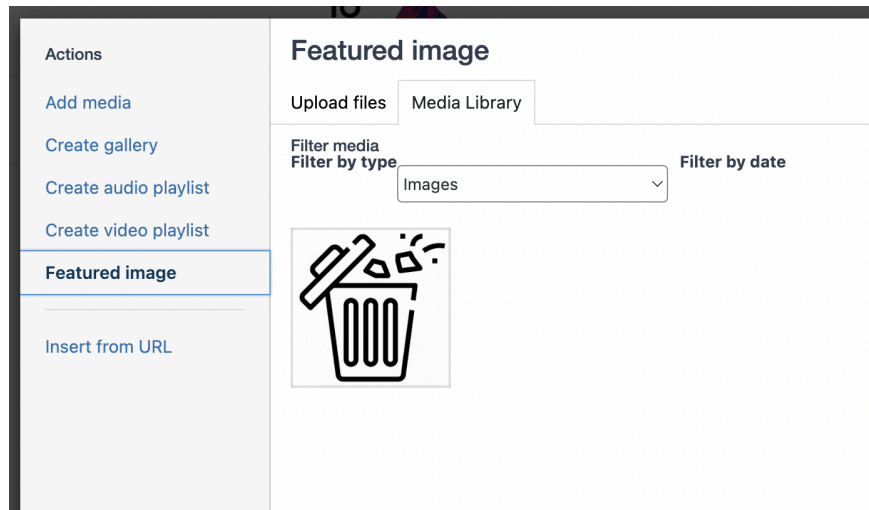 Actions
Add media
Create gallery
Create audio playlist
Create video playlist
Featured image
Insert from URL
Featured image
Upload files
Media Library
Filter media
Filter by type
Images
Filter by date